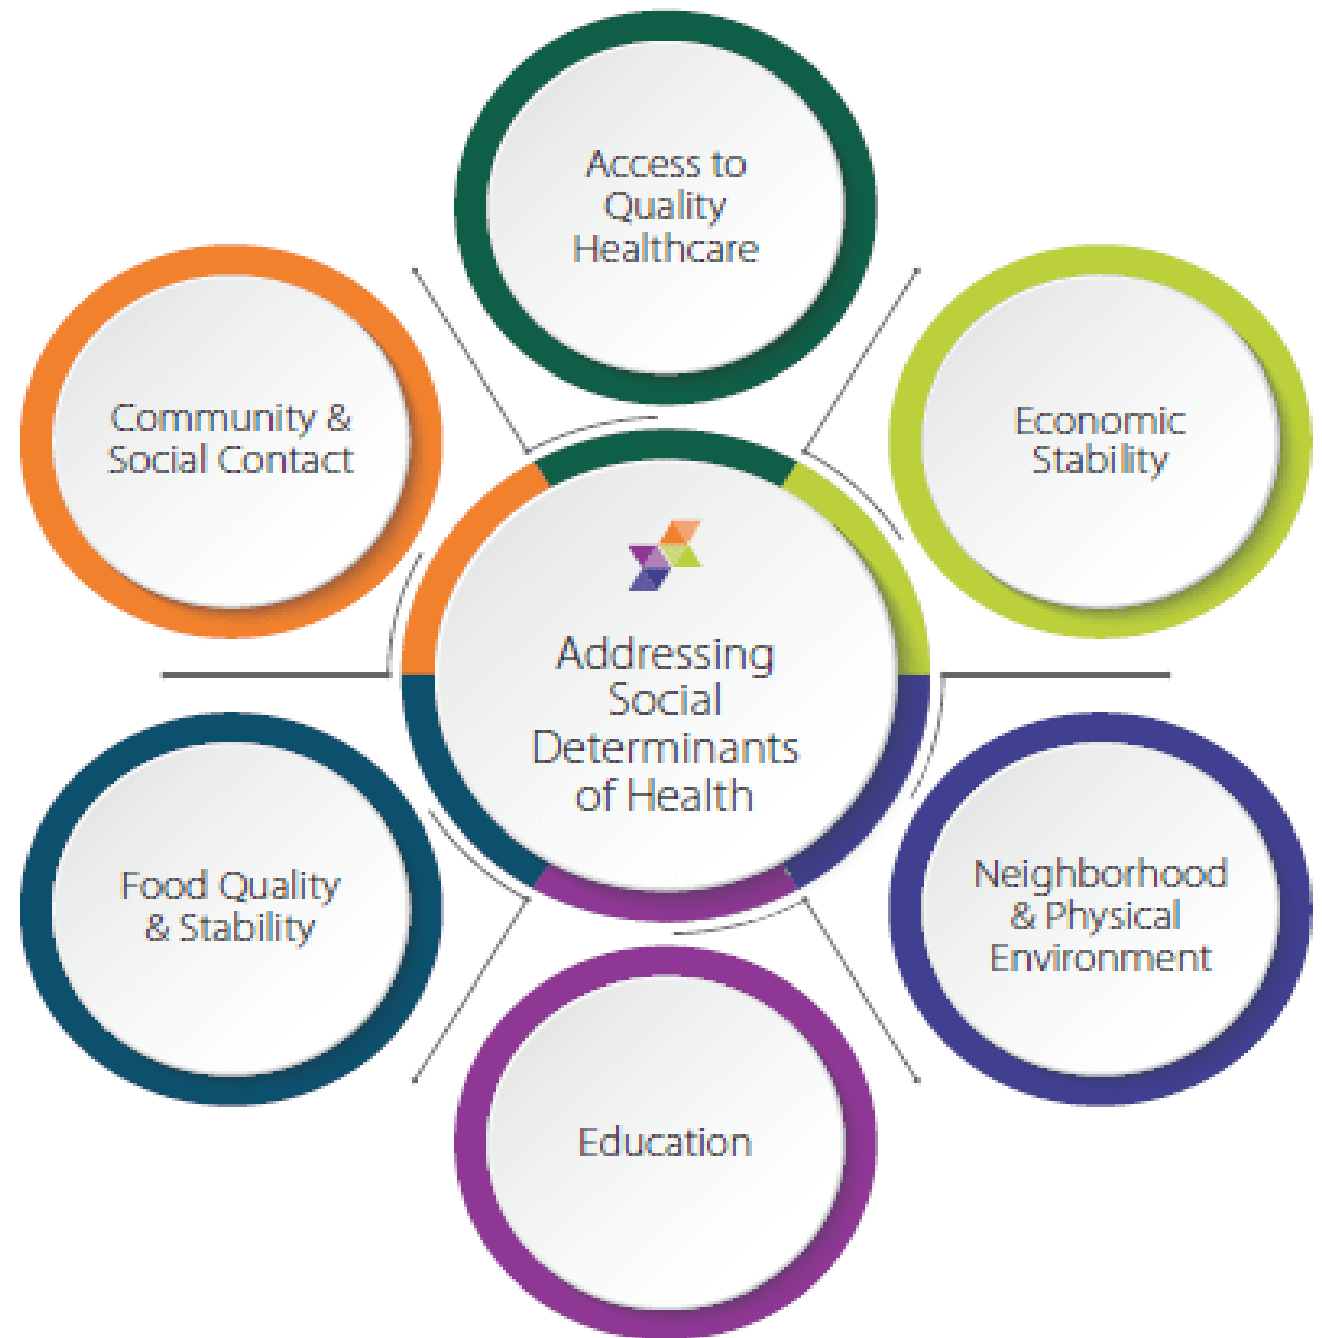 Access to
Quality
Healthcare
Economic
Stability
Neighborhood
& Physical
Environment
Education
Food Quality
& Stability
Community &
Social Contact
Addressing
Social
Determinants
of Health